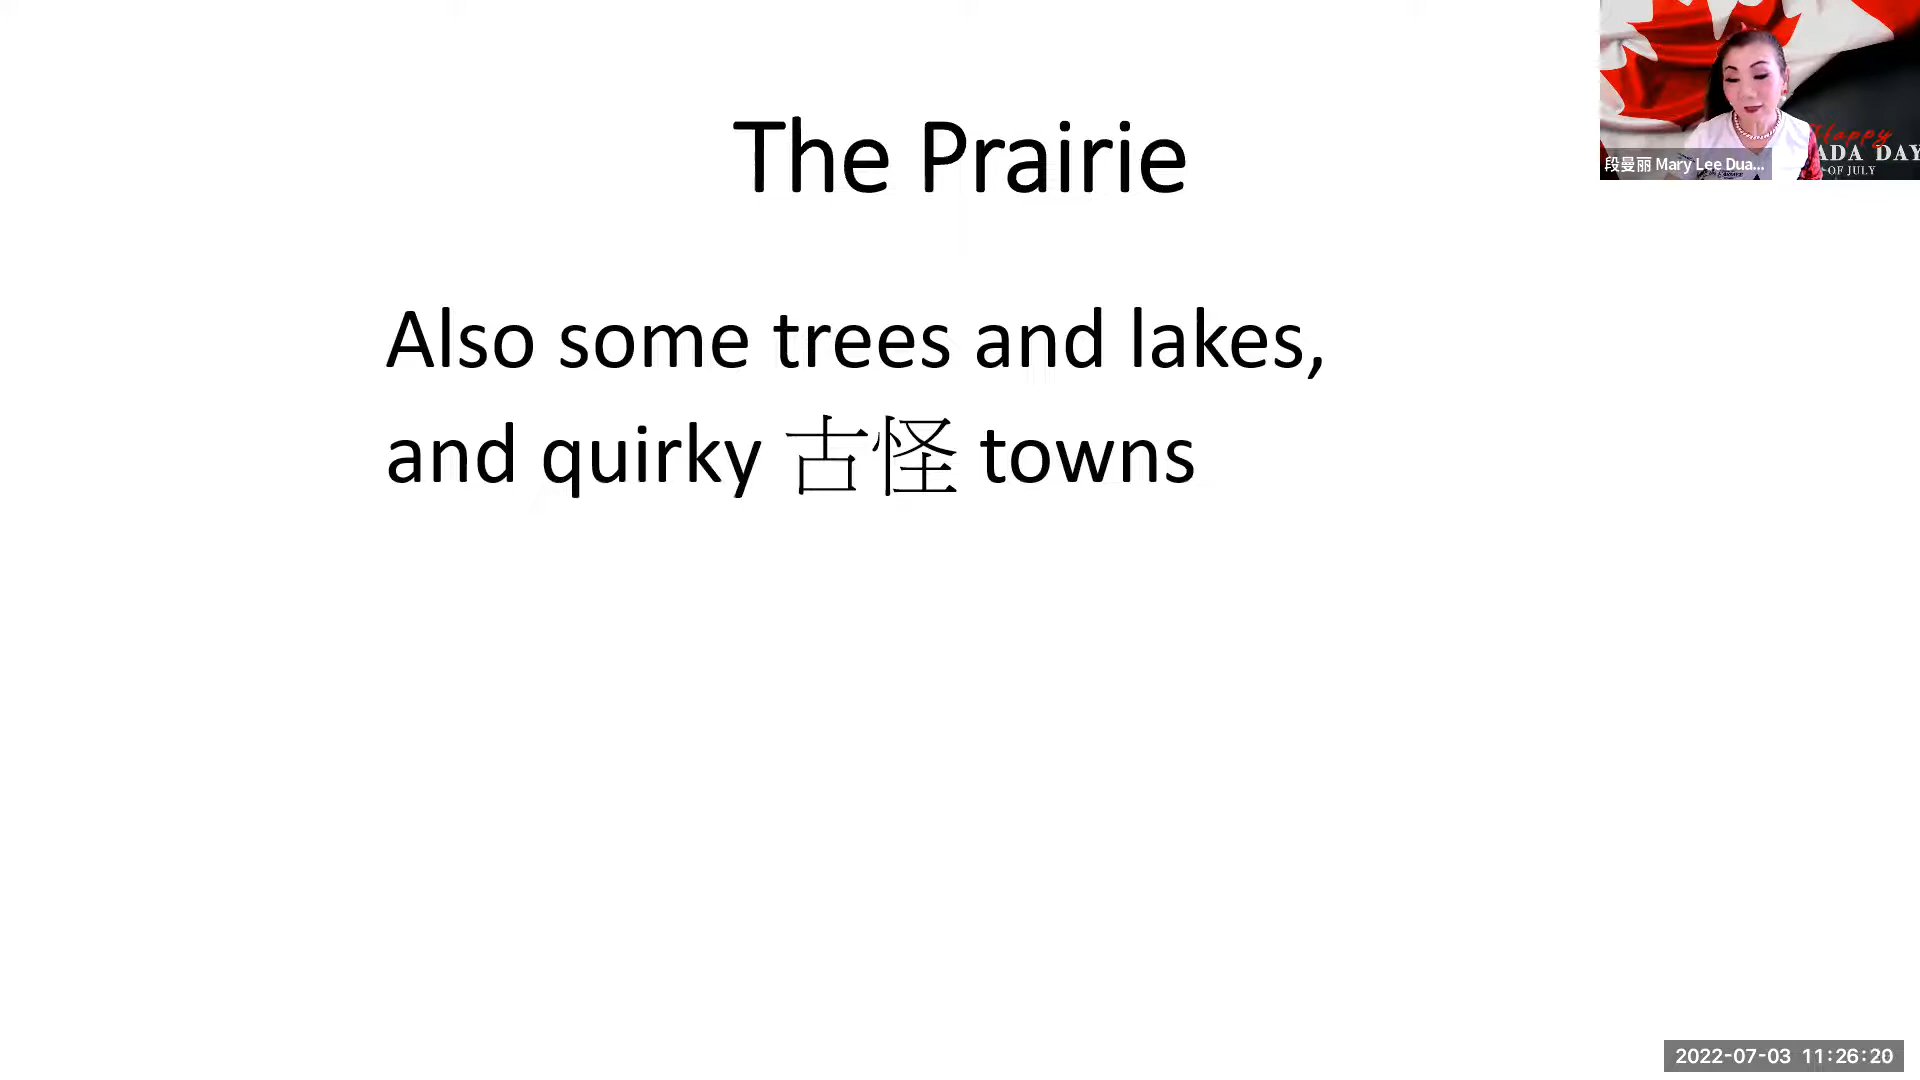 The Prairie
Also some trees and lakes,
and quirky 古怪 towns
Happy
ADA DAY
OF JULY
段曼丽 Mary Lee Dua...
2022-07-03 11:26:20